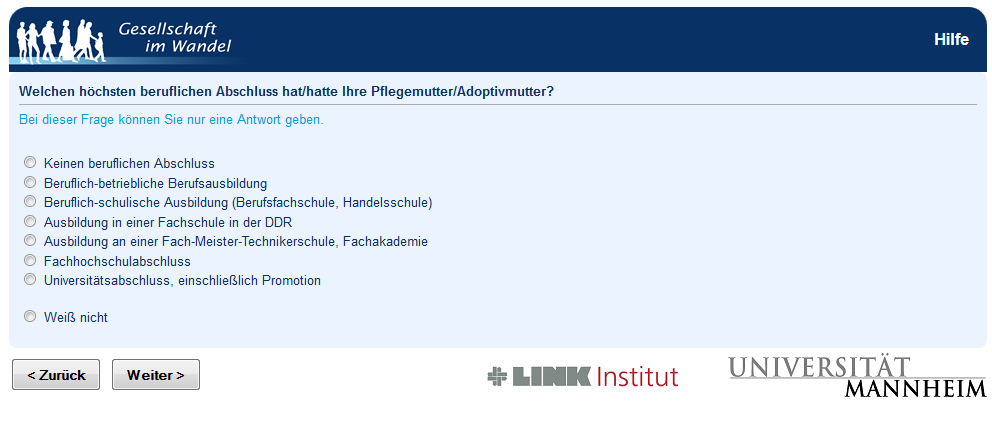 Gesellschaft
im Wandel
Hilfe
Welchen höchsten beruflichen Abschluss hat/hatte Ihre Pflegemutter/Adoptivmutter?
Bei dieser Frage können Sie nur eine Antwort geben.
Keinen beruflichen Abschluss
Beruflich-betriebliche Berufsausbildung
Beruflich-schulische Ausbildung (Berufsfachschule, Handelsschule)
Ausbildung in einer Fachschule in der DDR
Ausbildung an einer Fach-Meister-Technikerschule, Fachakademie
Fachhochschulabschluss
Universitätsabschluss, einschließlich Promotion
Weiß nicht
< Zurück
Weiter >
LINK Institut
UNIVERSITÄT
MANNHEIM